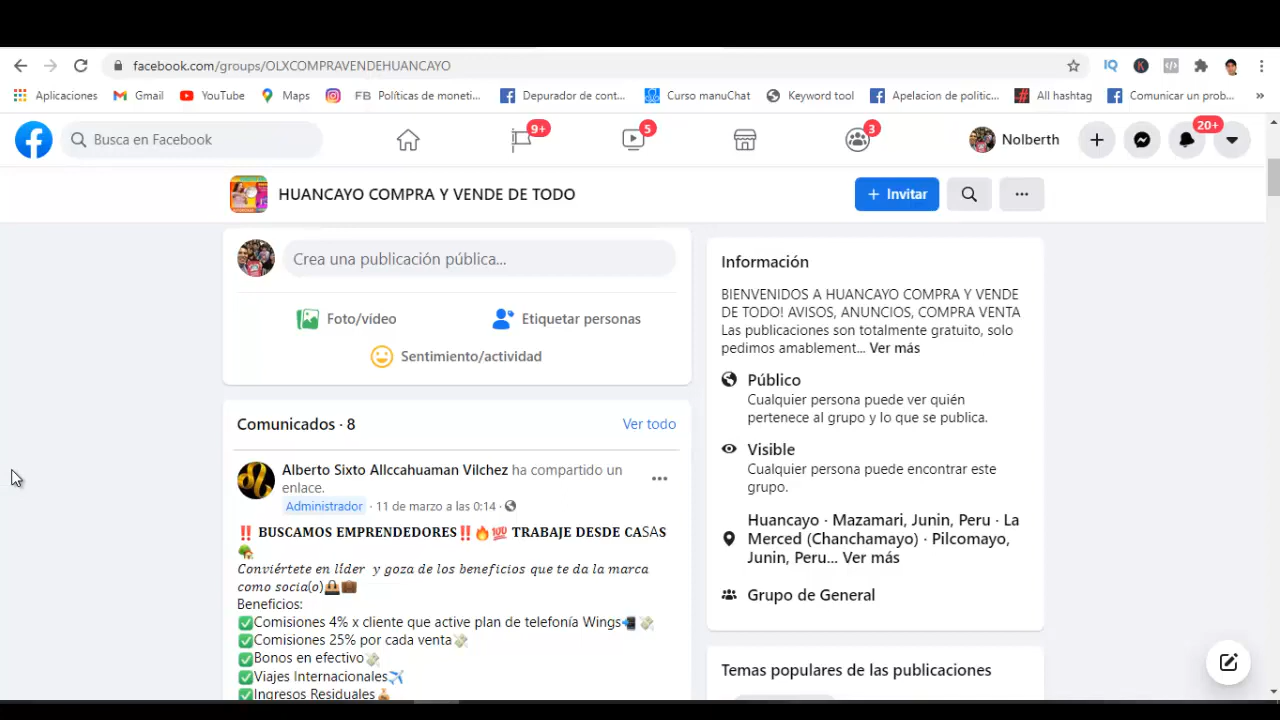 facebook.com/groups/OLXCOMPRAVENDEHUANCAYO
IQ
K
Aplicaciones
Gmail
YouTube
Maps
FB Políticas de moneti...
Depurador de cont...
Curso manuChat
Keyword tool
Apelacion de politic...
All hashtag
Comunicar un prob...
»
Busca en Facebook
9+
5
3
Nolberth
20+
HUANCAYO COMPRA Y VENDE DE TODO
+ Invitar
Crea una publicación pública...
Foto/vídeo
Etiquetar personas
Sentimiento/actividad
Comunicados · 8
Ver todo
Alberto Sixto Allccahuaman Vilchez ha compartido un
enlace.
Administrador · 11 de marzo a las 0:14 ·
‼️ 𝐁𝐔𝐒𝐂𝐀𝐌𝐎𝐒 𝐄𝐌𝐏𝐑𝐄𝐍𝐃𝐄𝐃𝐎𝐑𝐄𝐒‼️🔥💯 𝐓𝐑𝐀𝐁𝐀𝐉𝐄 𝐃𝐄𝐒𝐃𝐄 𝐂𝐀SAS
🏡
𝘊𝘰𝘯𝘷𝘪é𝘳𝘵𝘦𝘵𝘦 𝘦𝘯 𝘭í𝘥𝘦𝘳 𝘺 𝘨𝘰𝘻𝘢 𝘥𝘦 𝘭𝘰𝘴 𝘣𝘦𝘯𝘦𝘧𝘪𝘤𝘪𝘰𝘴 𝘲𝘶𝘦 𝘵𝘦 𝘥𝘢 𝘭𝘢 𝘮𝘢𝘳𝘤𝘢
𝘤𝘰𝘮𝘰 𝘴𝘰𝘤𝘪𝘢(𝘰)👜💼
Beneficios:
✅Comisiones 4% x cliente que active plan de telefonía Wings📲💸
✅Comisiones 25% por cada venta💸
✅Bonos en efectivo💸
✅Viajes Internacionales✈️
✅Ingresos Residuales💰
Información
BIENVENIDOS A HUANCAYO COMPRA Y VENDE
DE TODO! AVISOS, ANUNCIOS, COMPRA VENTA
Las publicaciones son totalmente gratuito, solo
pedimos amablement... Ver más
Público
Cualquier persona puede ver quién
pertenece al grupo y lo que se publica.
Visible
Cualquier persona puede encontrar este
grupo.
Huancayo · Mazamari, Junin, Peru · La
Merced (Chanchamayo) · Pilcomayo,
Junin, Peru... Ver más
Grupo de General
Temas populares de las publicaciones